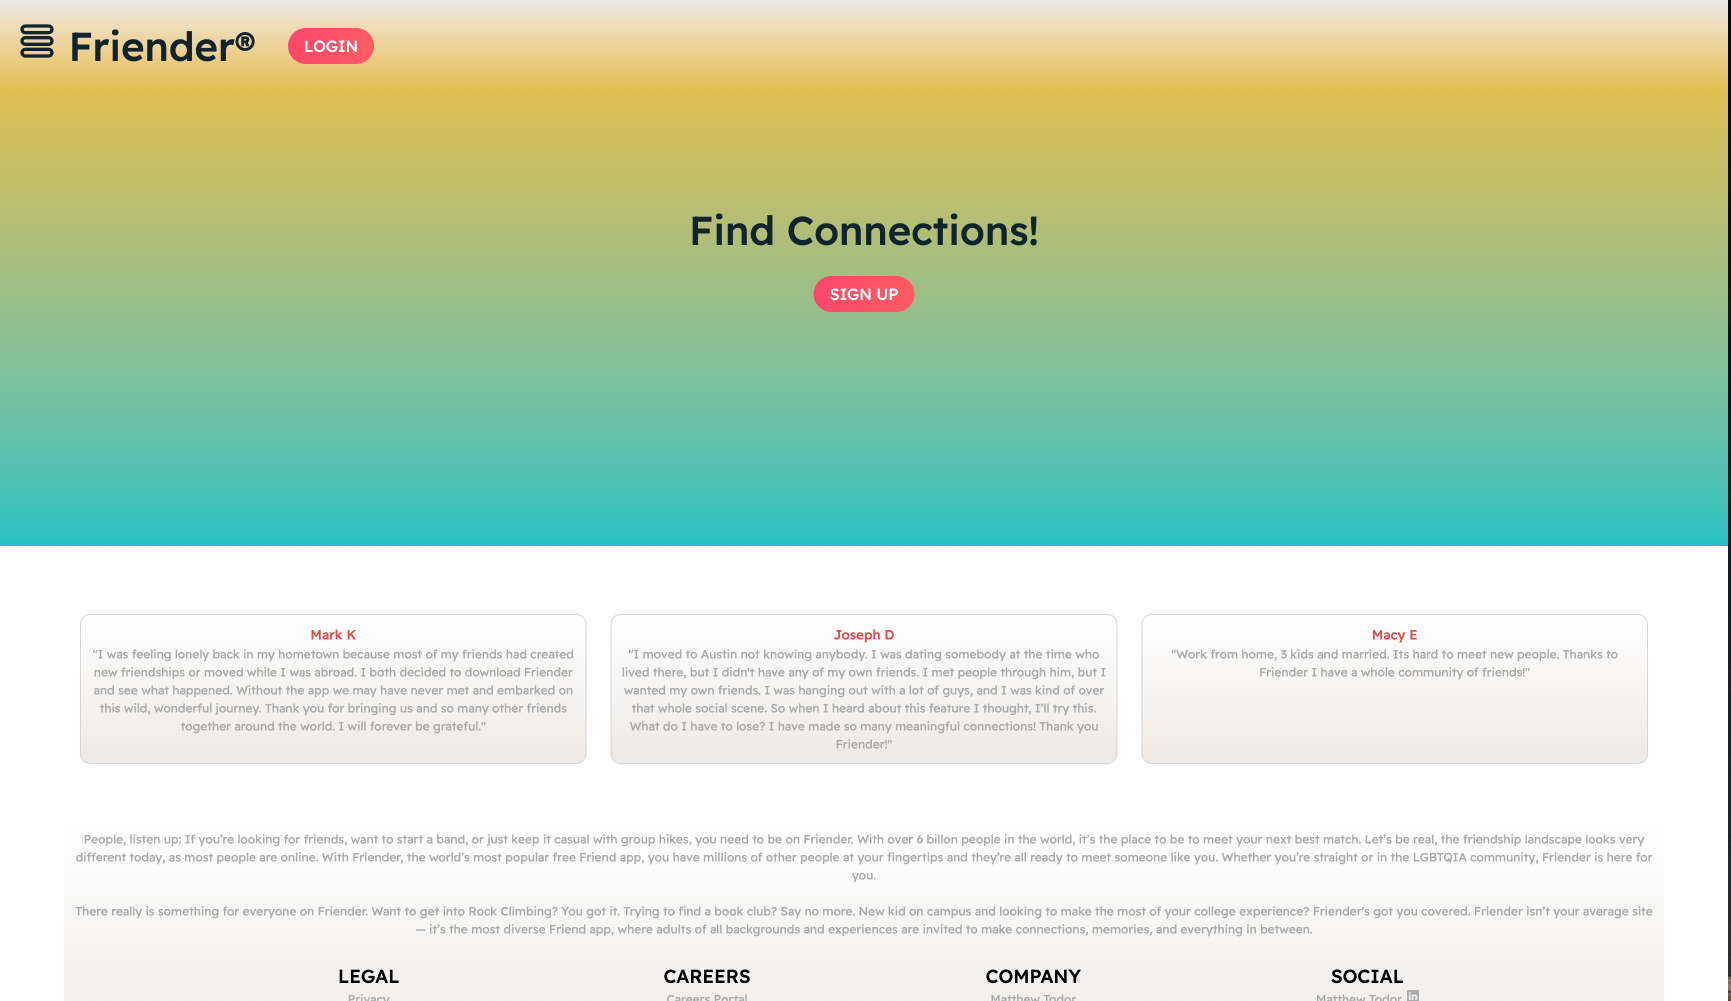 Friender®
LOGIN
Find Connections!
SIGN UP
Mark K
"I was feeling lonely back in my hometown because most of my friends had created
new friendships or moved while I was abroad. I both decided to download Friender
and see what happened. Without the app we may have never met and embarked on
this wild, wonderful journey. Thank you for bringing us and so many other friends
together around the world. I will forever be grateful."
Joseph D
"I moved to Austin not knowing anybody. I was dating somebody at the time who
lived there, but I didn't have any of my own friends. I met people through him, but I
wanted my own friends. I was hanging out with a lot of guys, and I was kind of over
that whole social scene. So when I heard about this feature I thought, I'll try this.
What do I have to lose? I have made so many meaningful connections! Thank you
Friender!"
Macy E
"Work from home, 3 kids and married. Its hard to meet new people. Thanks to
Friender I have a whole community of friends!"
People, listen up: If you’re looking for friends, want to start a band, or just keep it casual with group hikes, you need to be on Friender. With over 6 billon people in the world, it’s the place to be to meet your next best match. Let’s be real, the friendship landscape looks very
different today, as most people are online. With Friender, the world’s most popular free Friend app, you have millions of other people at your fingertips and they’re all ready to meet someone like you. Whether you’re straight or in the LGBTQIA community, Friender is here for
you.
There really is something for everyone on Friender. Want to get into Rock Climbing? You got it. Trying to find a book club? Say no more. New kid on campus and looking to make the most of your college experience? Friender's got you covered. Friender isn’t your average site
— it’s the most diverse Friend app, where adults of all backgrounds and experiences are invited to make connections, memories, and everything in between.
LEGAL
Privacy
CAREERS
Careers Portal
COMPANY
Matthew Todor
SOCIAL
Matthew Todor in